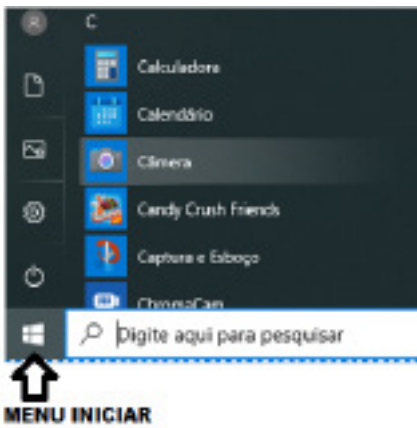 C
Calculadora
Calendário
Câmera
Candy Crush Friends
Captura e Esboço
ChromaCam
Digite aqui para pesquisar
MENU INICIAR